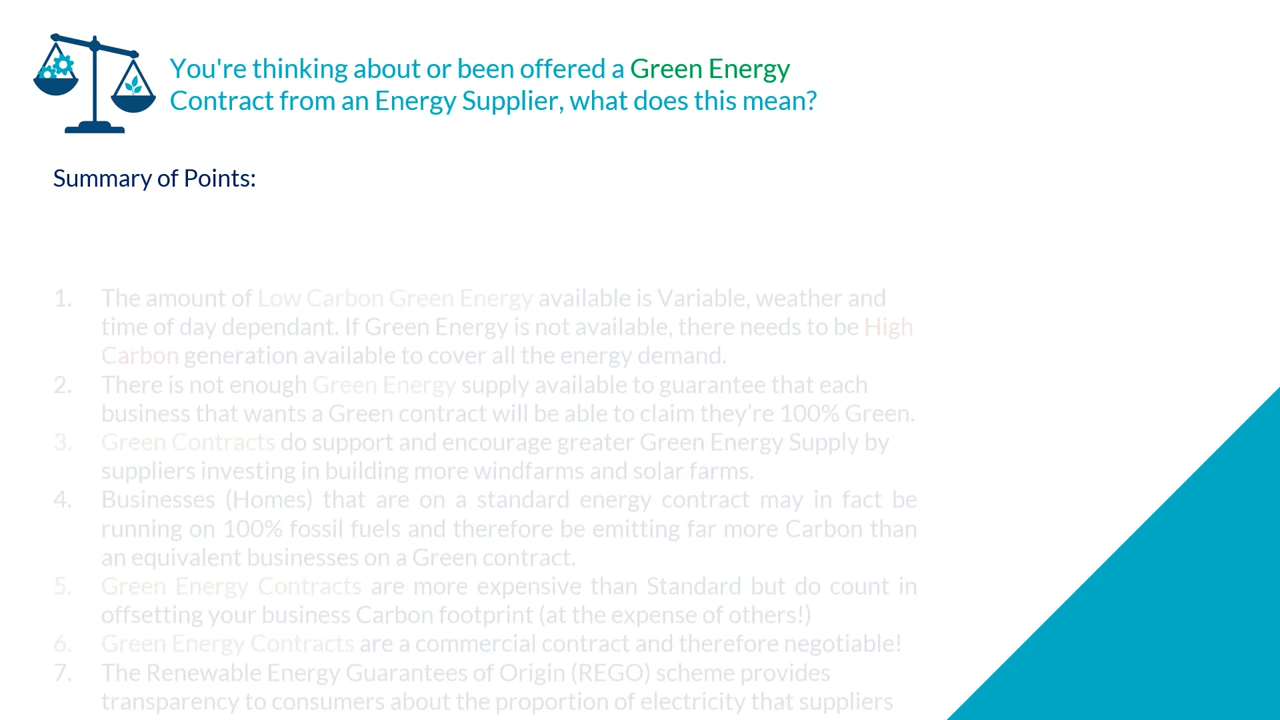 You're thinking about or been offered a Green Energy
Contract from an Energy Supplier, what does this mean?
Summary of Points:
1. The amount of Low Carbon Green Energy available is Variable, weather and
time of day dependant. If Green Energy is not available, there needs to be High
Carbon generation available to cover all the energy demand.
2. There is not enough Green Energy supply available to guarantee that each
business that wants a Green contract will be able to claim they're 100% Green.
3. Green Contracts do support and encourage greater Green Energy Supply by
suppliers investing in building more windfarms and solar farms.
4. Businesses (Homes) that are on a standard energy contract may in fact be
running on 100% fossil fuels and therefore be emitting far more Carbon than
an equivalent businesses on a Green contract.
5. Green Energy Contracts are more expensive than Standard but do count in
offsetting your business Carbon footprint (at the expense of others!)
6. Green Energy Contracts are a commercial contract and therefore negotiable!
7. The Renewable Energy Guarantees of Origin (REGO) scheme provides
transparency to consumers about the proportion of electricity that suppliers